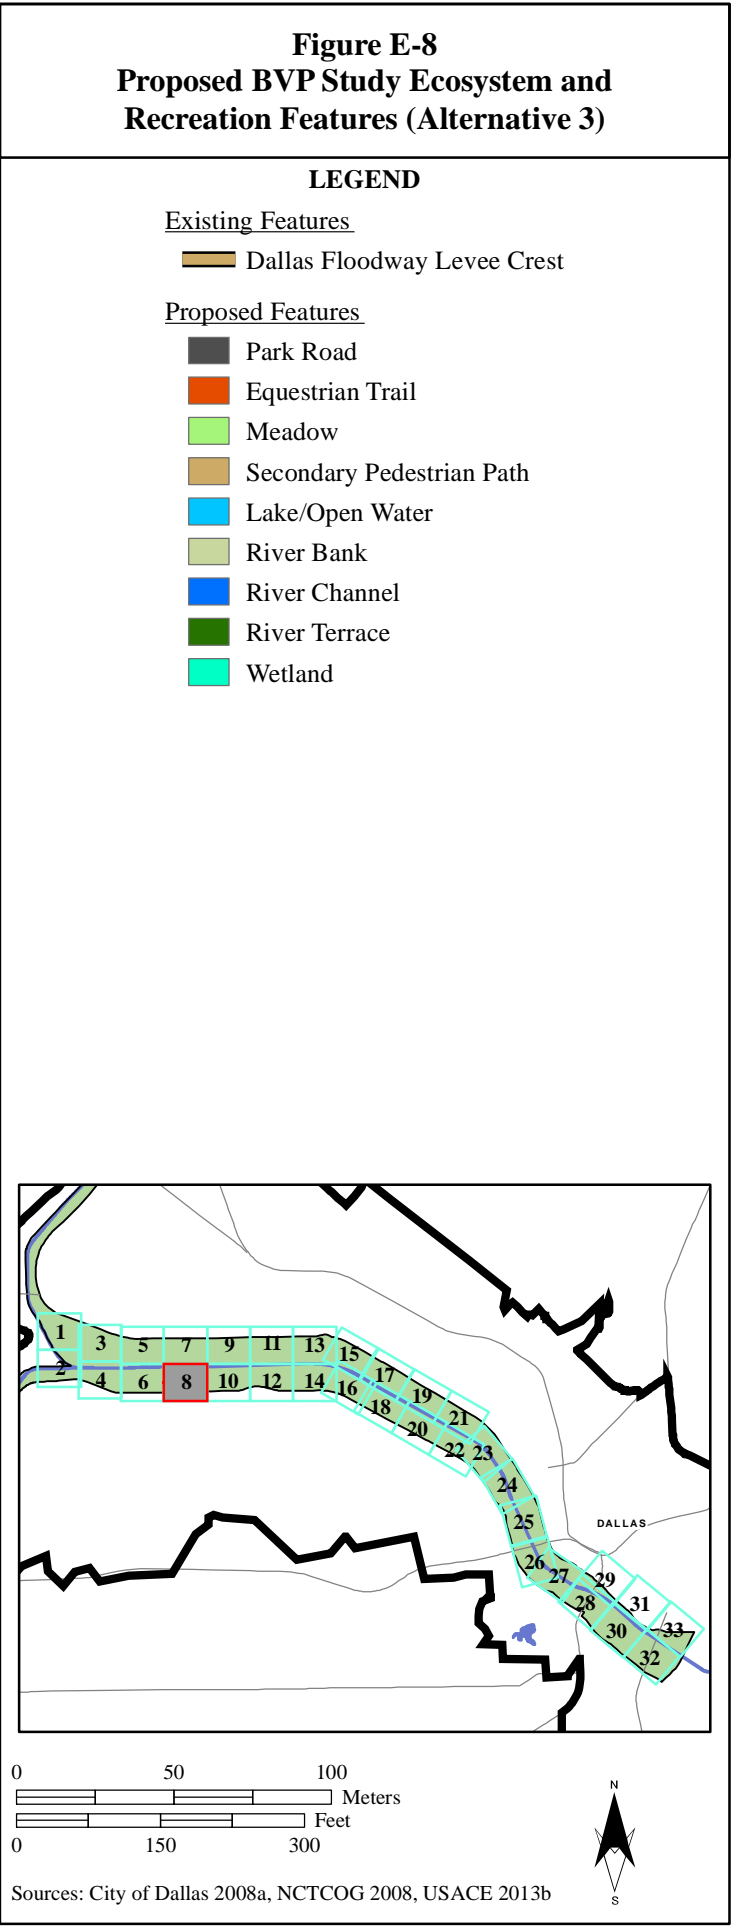 Figure E-8
Proposed BVP Study Ecosystem and
Recreation Features (Alternative 3)
LEGEND
Existing Features
Dallas Floodway Levee Crest
Proposed Features
Park Road
Equestrian Trail
Meadow
Secondary Pedestrian Path
Lake/Open Water
River Bank
River Channel
River Terrace
Wetland
1
3
5
7
9
11
13
15
2
4
6
8
10
12
14
16
17
18
19
20
21
22
23
24
25
DALLAS
26
27
28
29
30
31
32
33
0 50 100
Meters
Feet
0 150 300
N
S
Sources: City of Dallas 2008a, NCTCOG 2008, USACE 2013b